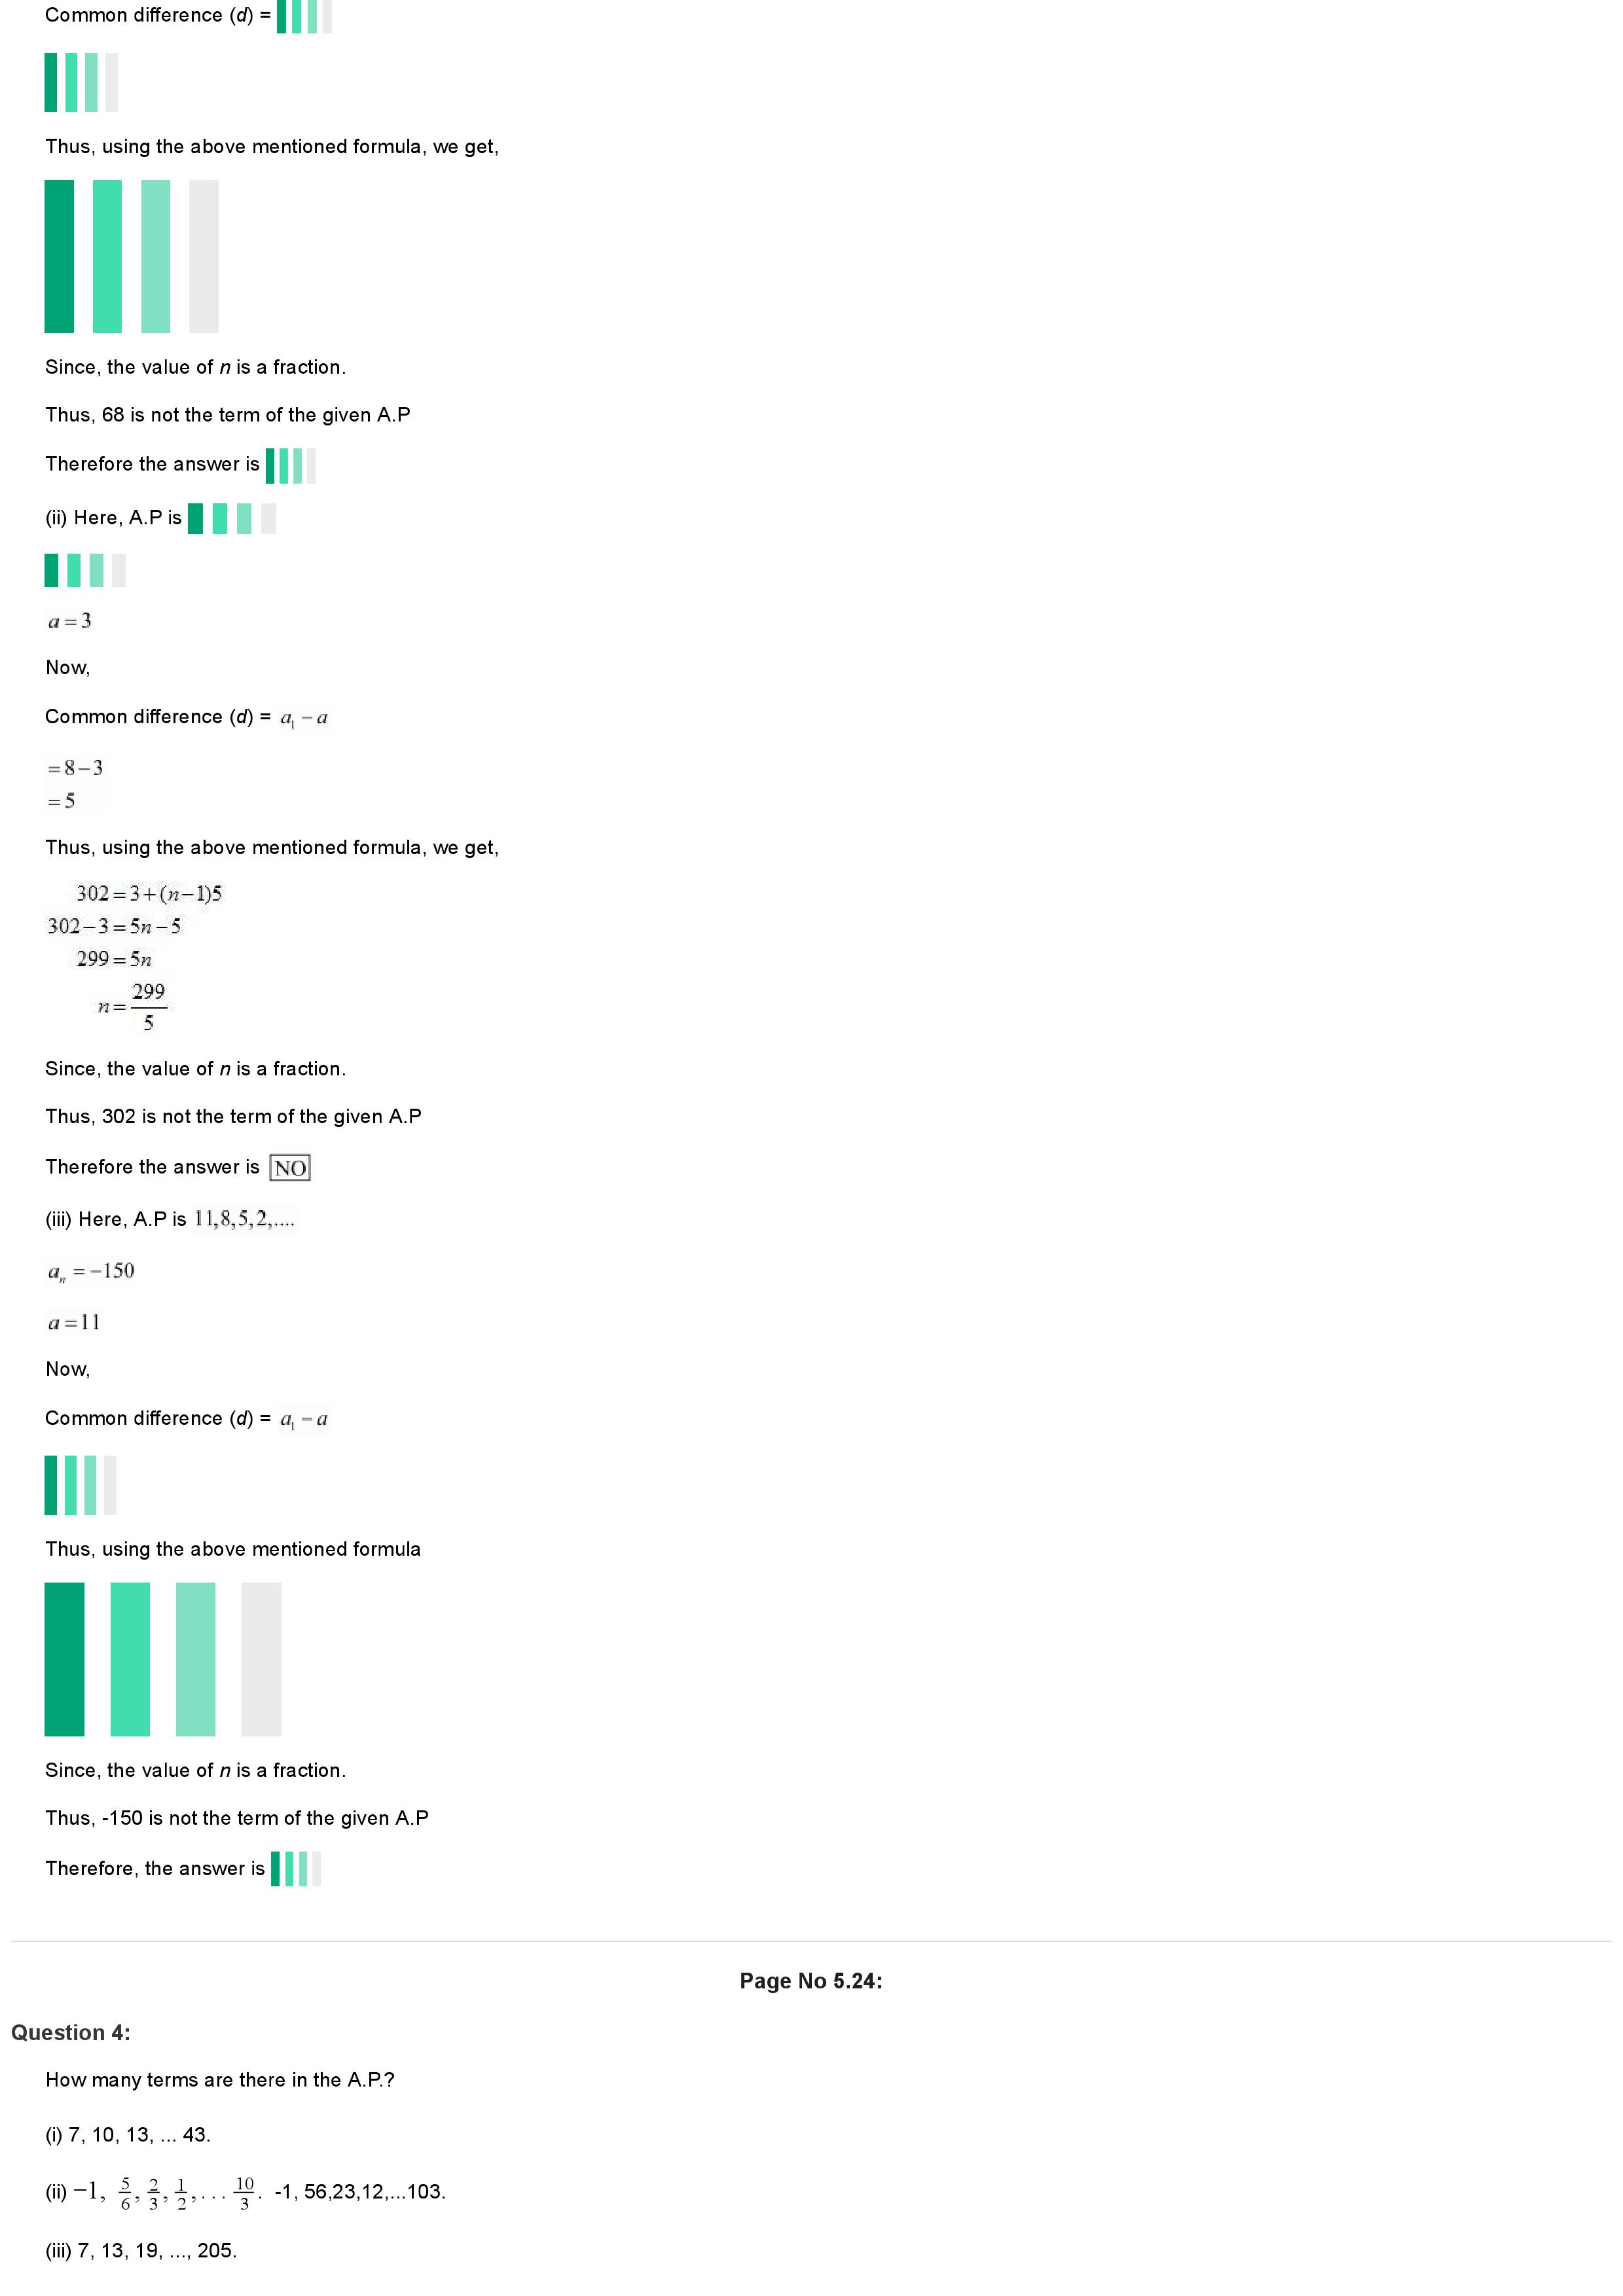 Common difference (d) =
Thus, using the above mentioned formula, we get,
Since, the value of n is a fraction.
Thus, 68 is not the term of the given A.P
Therefore the answer is
(ii) Here, A.P is
a = 3
Now,
Common difference (d) = a₁ − a
= 8 − 3
= 5
Thus, using the above mentioned formula, we get,
302 = 3 + (n − 1)5
302 − 3 = 5n − 5
299 = 5n
n = 299/5
Since, the value of n is a fraction.
Thus, 302 is not the term of the given A.P
Therefore the answer is NO
(iii) Here, A.P is 11,8,5,2,....
aₙ = −150
a = 11
Now,
Common difference (d) = a₁ − a
Thus, using the above mentioned formula
Since, the value of n is a fraction.
Thus, -150 is not the term of the given A.P
Therefore, the answer is
Page No 5.24:
Question 4:
How many terms are there in the A.P.?
(i) 7, 10, 13, ... 43.
(ii) −1, 5/6, 2/3, 1/2, . . . 10/3. -1, 56,23,12,...103.
(iii) 7, 13, 19, ..., 205.